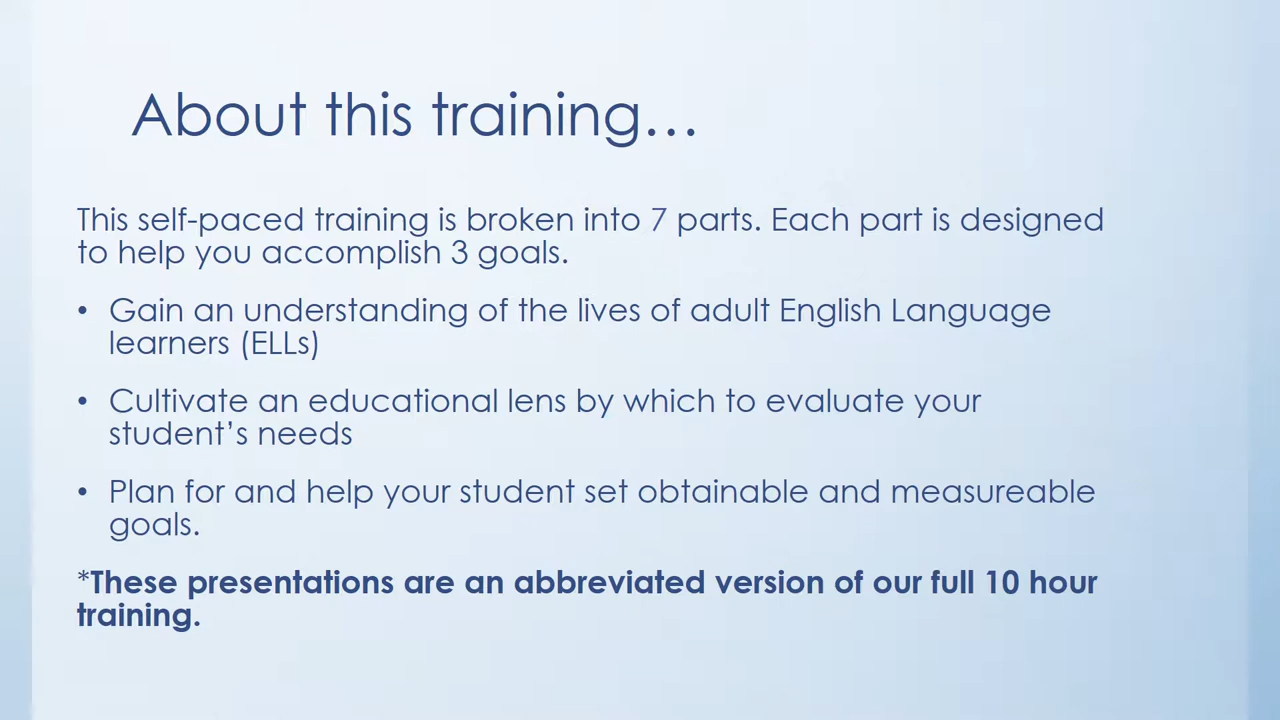 About this training…
This self-paced training is broken into 7 parts. Each part is designed
to help you accomplish 3 goals.
• Gain an understanding of the lives of adult English Language
learners (ELLs)
• Cultivate an educational lens by which to evaluate your
student’s needs
• Plan for and help your student set obtainable and measureable
goals.
*These presentations are an abbreviated version of our full 10 hour
training.